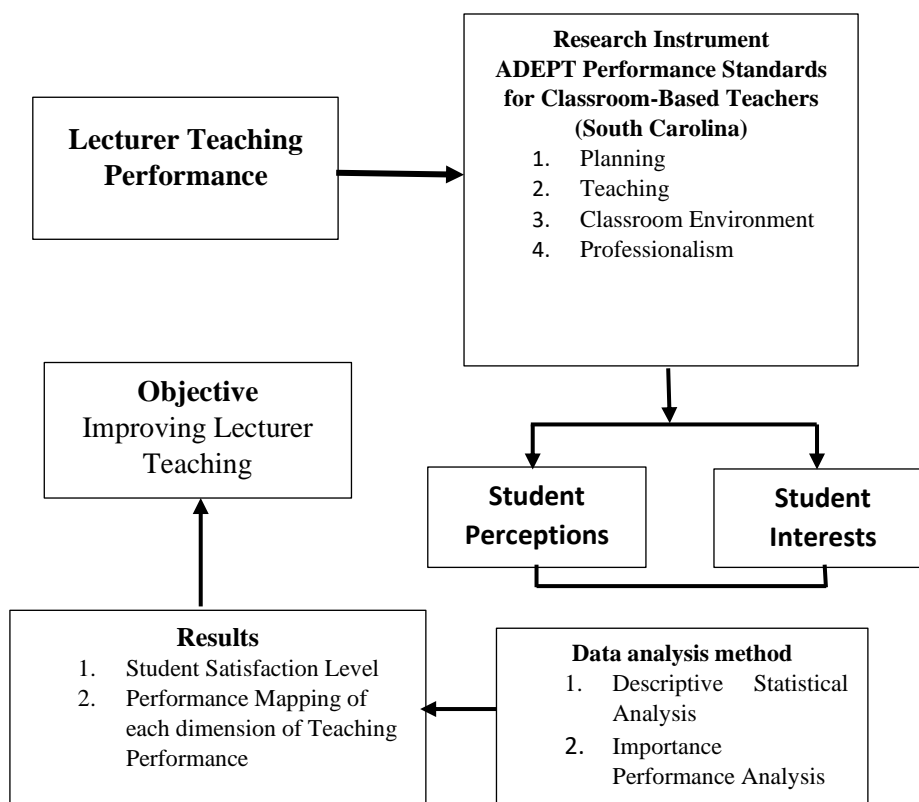 Lecturer Teaching
Performance
Research Instrument
ADEPT Performance Standards
for Classroom-Based Teachers
(South Carolina)
1. Planning
2. Teaching
3. Classroom Environment
4. Professionalism
Objective
Improving Lecturer
Teaching
Student
Perceptions
Student
Interests
Results
1. Student Satisfaction Level
2. Performance Mapping of
each dimension of Teaching
Performance
Data analysis method
1. Descriptive Statistical
Analysis
2. Importance
Performance Analysis